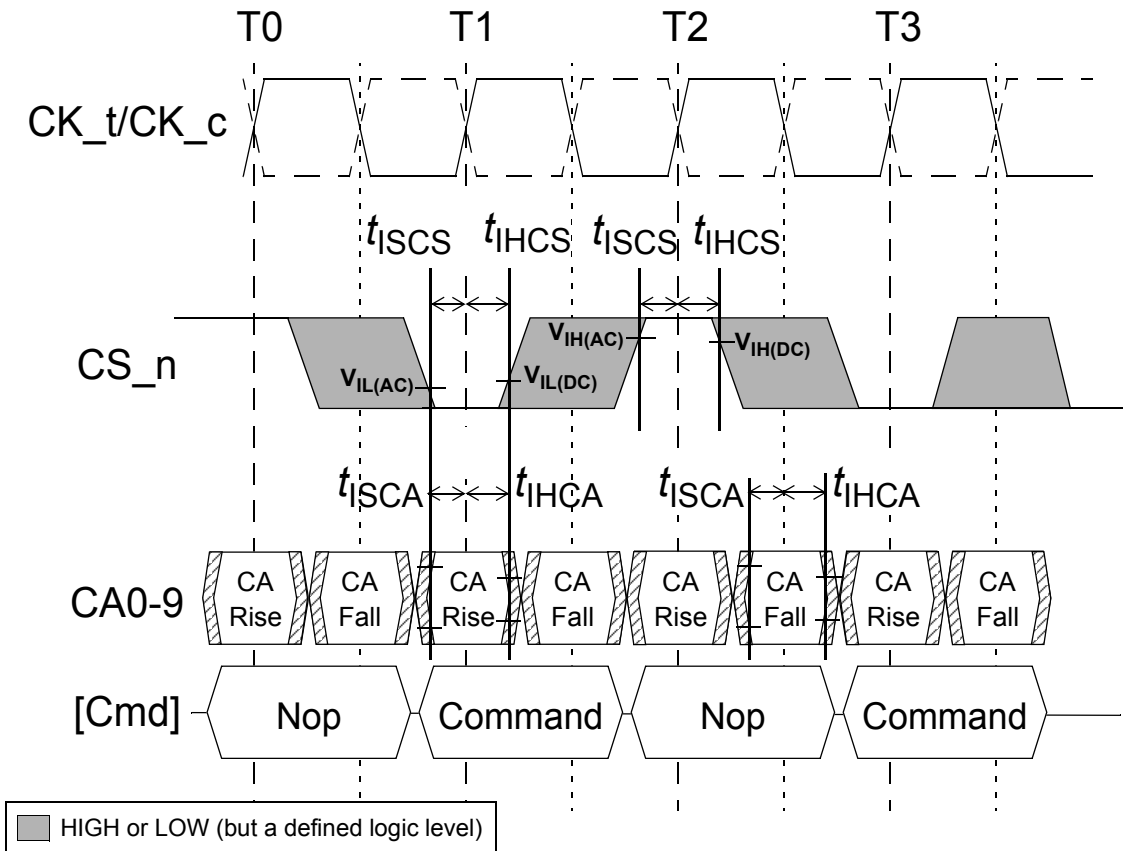 T0 T1 T2 T3
CK_t/CK_c
tISCS tIHCS tISCS tIHCS
CS_n
VIH(AC) VIH(DC)
VIL(AC) VIL(DC)
tISCA tIHCA tISCA tIHCA
CA0-9
CA Rise
CA Fall
CA Rise
CA Fall
CA Rise
CA Fall
CA Rise
CA Fall
[Cmd] Nop Command Nop Command
HIGH or LOW (but a defined logic level)